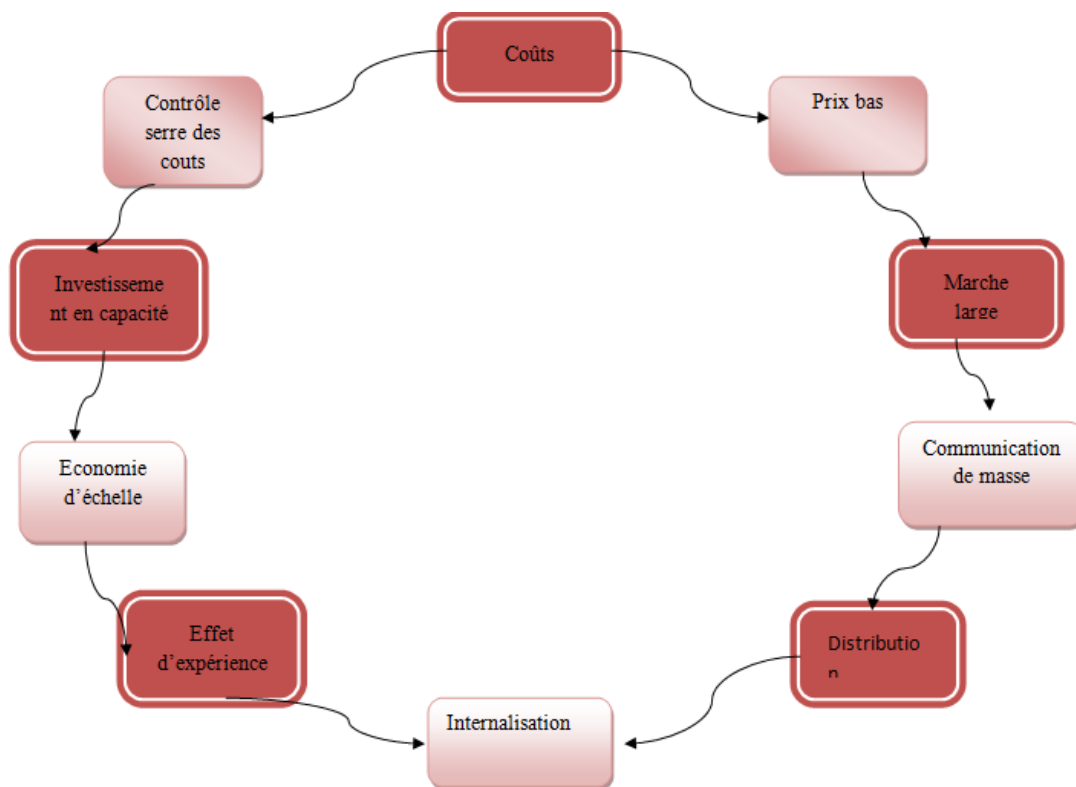 Coûts
Contrôle
serre des
couts
Prix bas
Investisseme
nt en capacité
Marche
large
Economie
d’échelle
Communication
de masse
Effet
d’expérience
Distributio
n
Internalisation